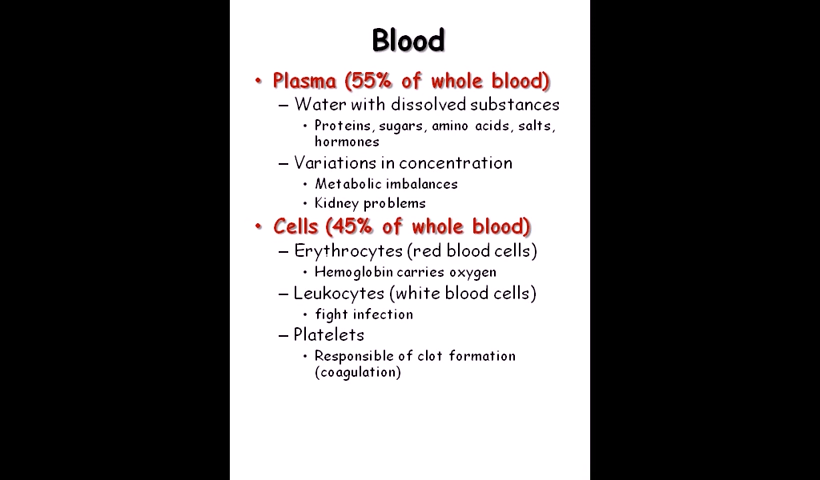 Blood
• Plasma (55% of whole blood)
– Water with dissolved substances
• Proteins, sugars, amino acids, salts,
hormones
– Variations in concentration
• Metabolic imbalances
• Kidney problems
• Cells (45% of whole blood)
– Erythrocytes (red blood cells)
• Hemoglobin carries oxygen
– Leukocytes (white blood cells)
• fight infection
– Platelets
• Responsible of clot formation
(coagulation)